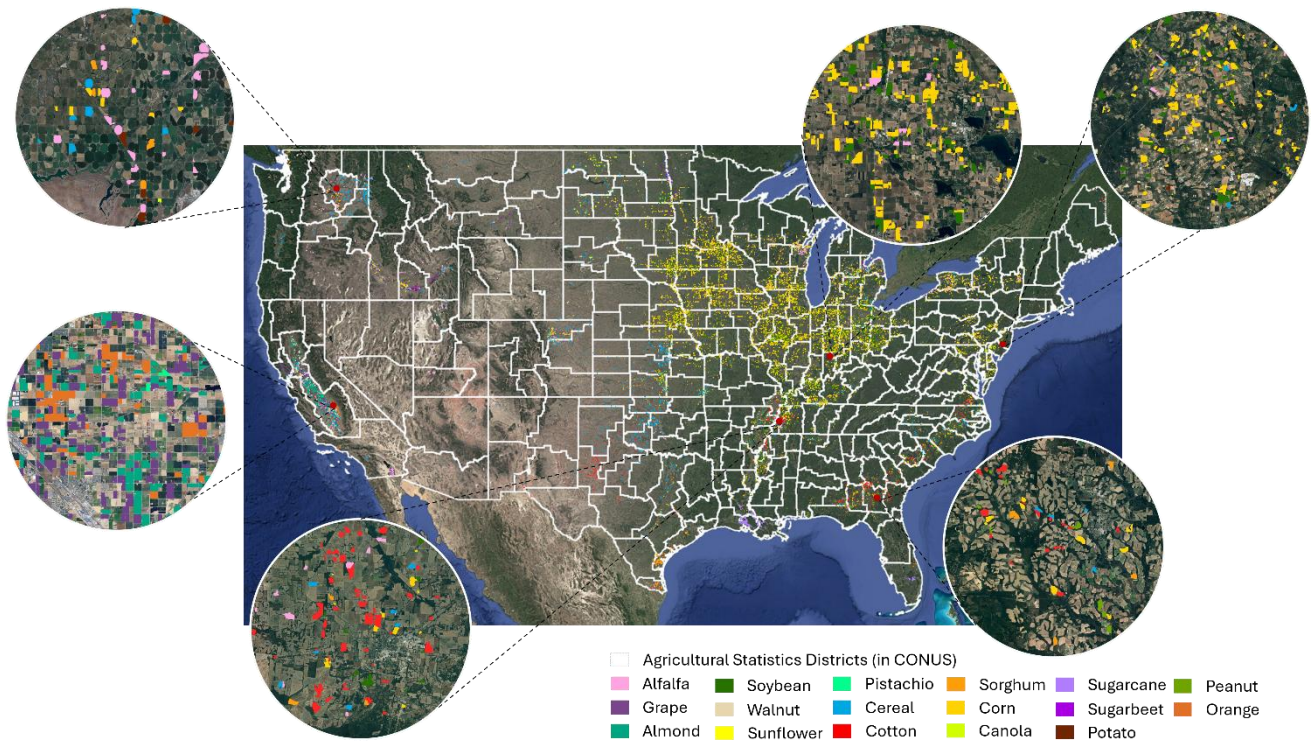 Agricultural Statistics Districts (in CONUS)
Alfalfa Soybean Pistachio Sorghum Sugarcane Peanut
Grape Walnut Cereal Corn Sugarbeet Orange
Almond Sunflower Cotton Canola Potato